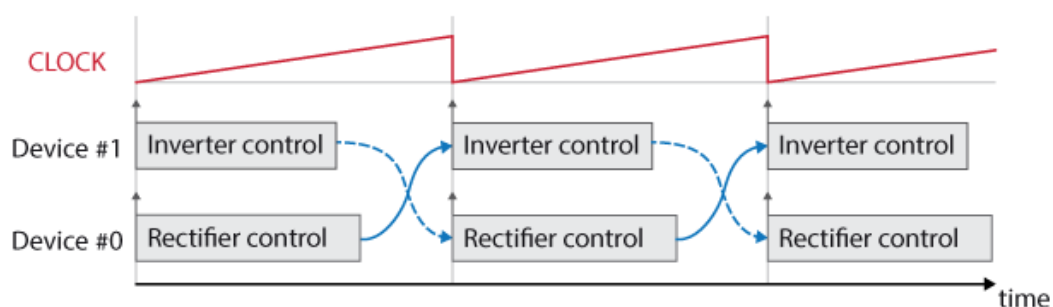 CLOCK
Device #1
Inverter control
Inverter control
Inverter control
Device #0
Rectifier control
Rectifier control
Rectifier control
time